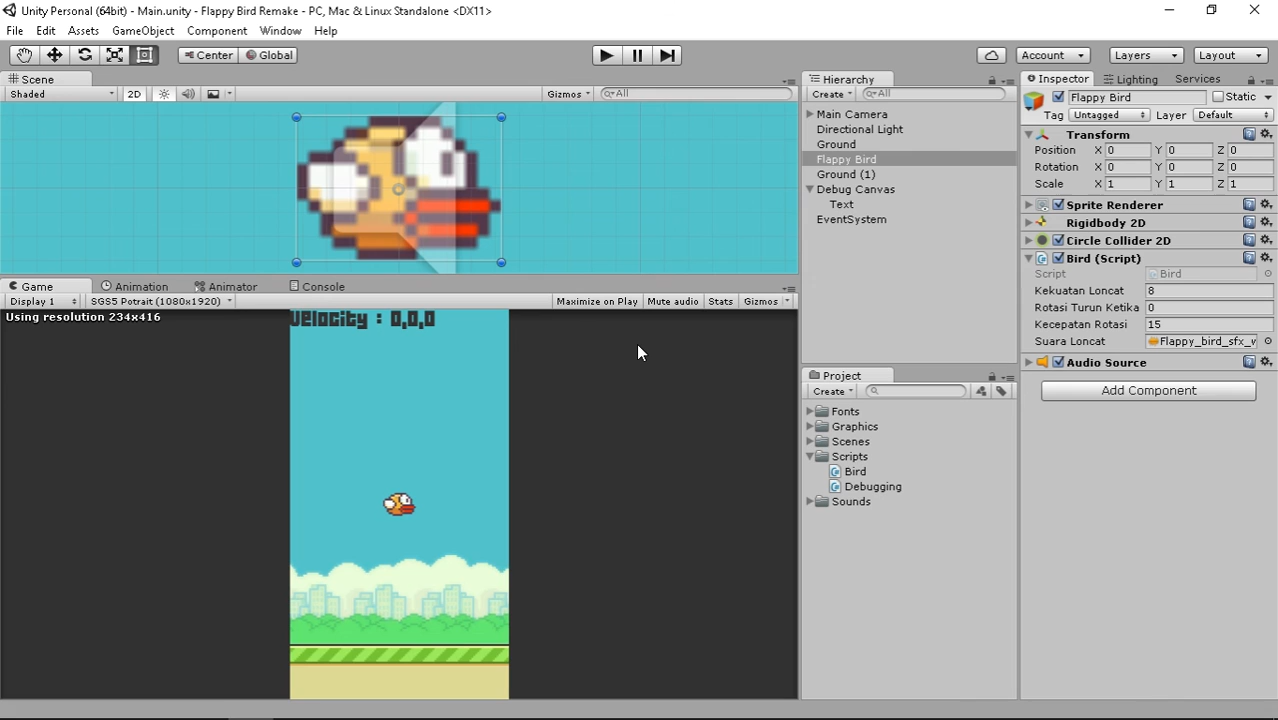 Unity Personal (64bit) - Main.unity - Flappy Bird Remake - PC, Mac & Linux Standalone <DX11>
File Edit Assets GameObject Component Window Help
Center Global Account Layers Layout
Scene
Shaded 2D Gizmos All
Game Animation Animator Console
Display 1 SGS5 Potrait (1080x1920) Maximize on Play Mute audio Stats Gizmos
Using resolution 234x416
Velocity : 0,0,0
Hierarchy
Create All
Main Camera
Directional Light
Ground
Flappy Bird
Ground (1)
Debug Canvas
Text
EventSystem
Project
Create
Fonts
Graphics
Scenes
Scripts
Bird
Debugging
Sounds
Inspector Lighting Services
Flappy Bird Static
Tag Untagged Layer Default
Transform
Position X 0 Y 0 Z 0
Rotation X 0 Y 0 Z 0
Scale X 1 Y 1 Z 1
Sprite Renderer
Rigidbody 2D
Circle Collider 2D
Bird (Script)
Script Bird
Kekuatan Loncat 8
Rotasi Turun Ketika 0
Kecepatan Rotasi 15
Suara Loncat Flappy_bird_sfx_w
Audio Source
Add Component